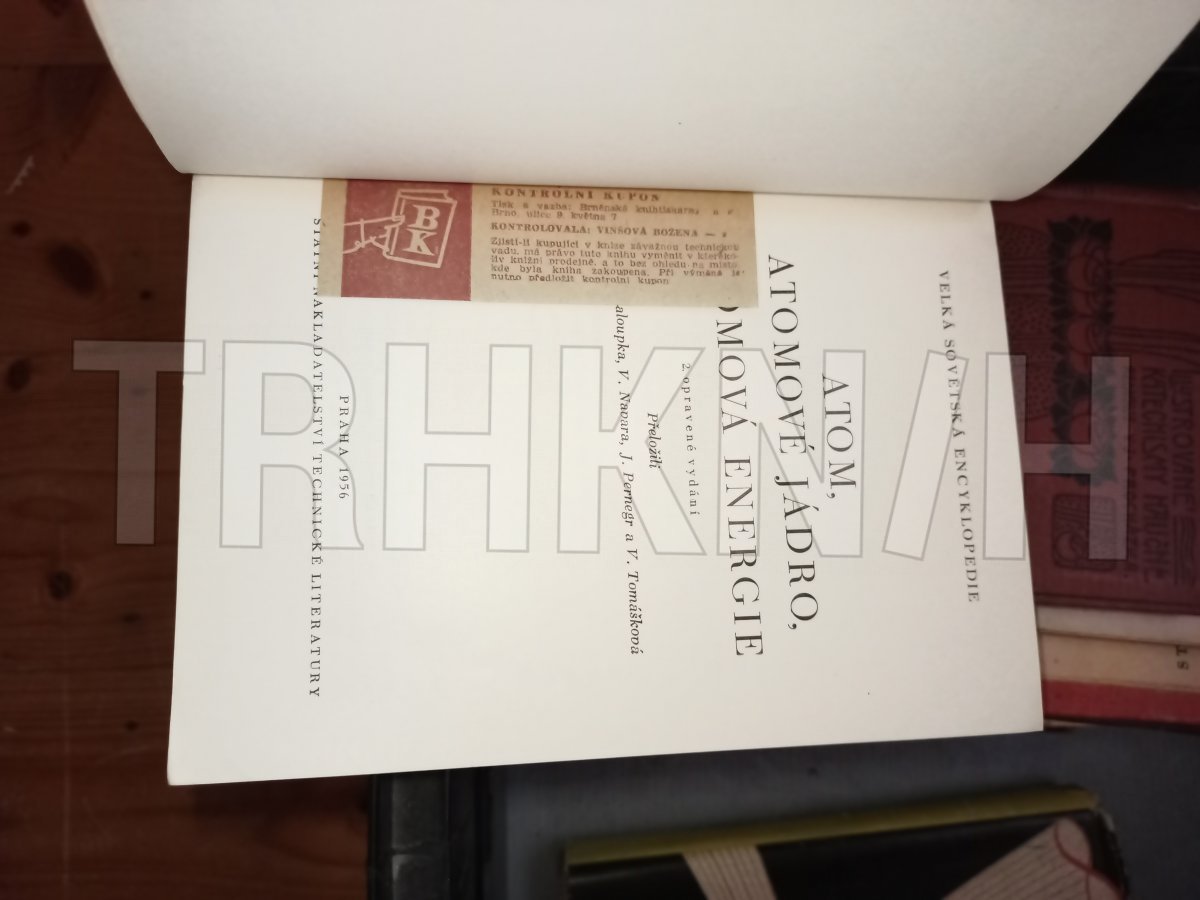 VELKÁ SOVĚTSKÁ ENCYKLOPEDIE
ATOM,
ATOMOVÉ JÁDRO,
OMOVÁ ENERGIE
2. opravené vydání
Přeložili
aloupka, V. Navara, J. Pernegr a V. Tomášková
PRAHA 1956
STÁTNÍ NAKLADATELSTVÍ TECHNICKÉ LITERATURY
BK
KONTROLNÍ KUPON
Tisk a vazba: Brněnské knihtiskárny, n
Brno, ulice 9. května 7
KONTROLOVALA: VINŠOVÁ BOŽENA —
Zjistí-li kupující v knize závažnou technickou
vadu, má právo tuto knihu vyměnit v kteréko-
liv knižní prodejně, a to bez ohledu na místo,
kde byla kniha zakoupena. Při výměně je
nutno předložit kontrolní kupon
TRHKNIH